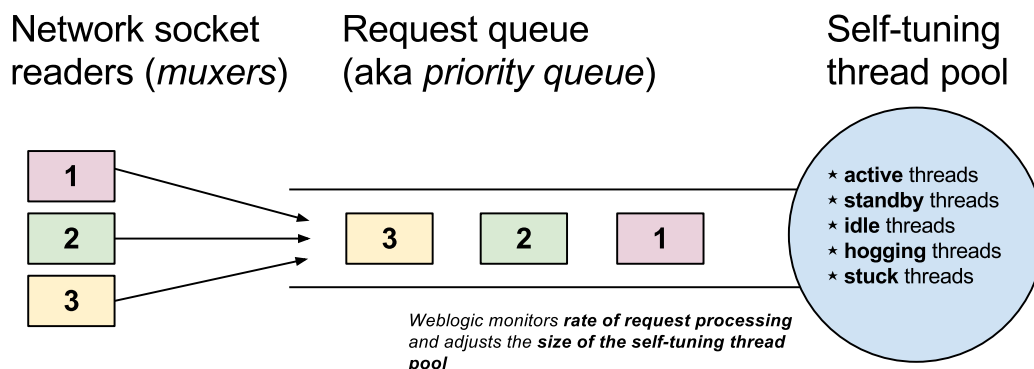 Network socket
readers (muxers)
Request queue
(aka priority queue)
Self-tuning
thread pool
1
2
3
3
2
1
★ active threads
★ standby threads
★ idle threads
★ hogging threads
★ stuck threads
Weblogic monitors rate of request processing
and adjusts the size of the self-tuning thread
pool